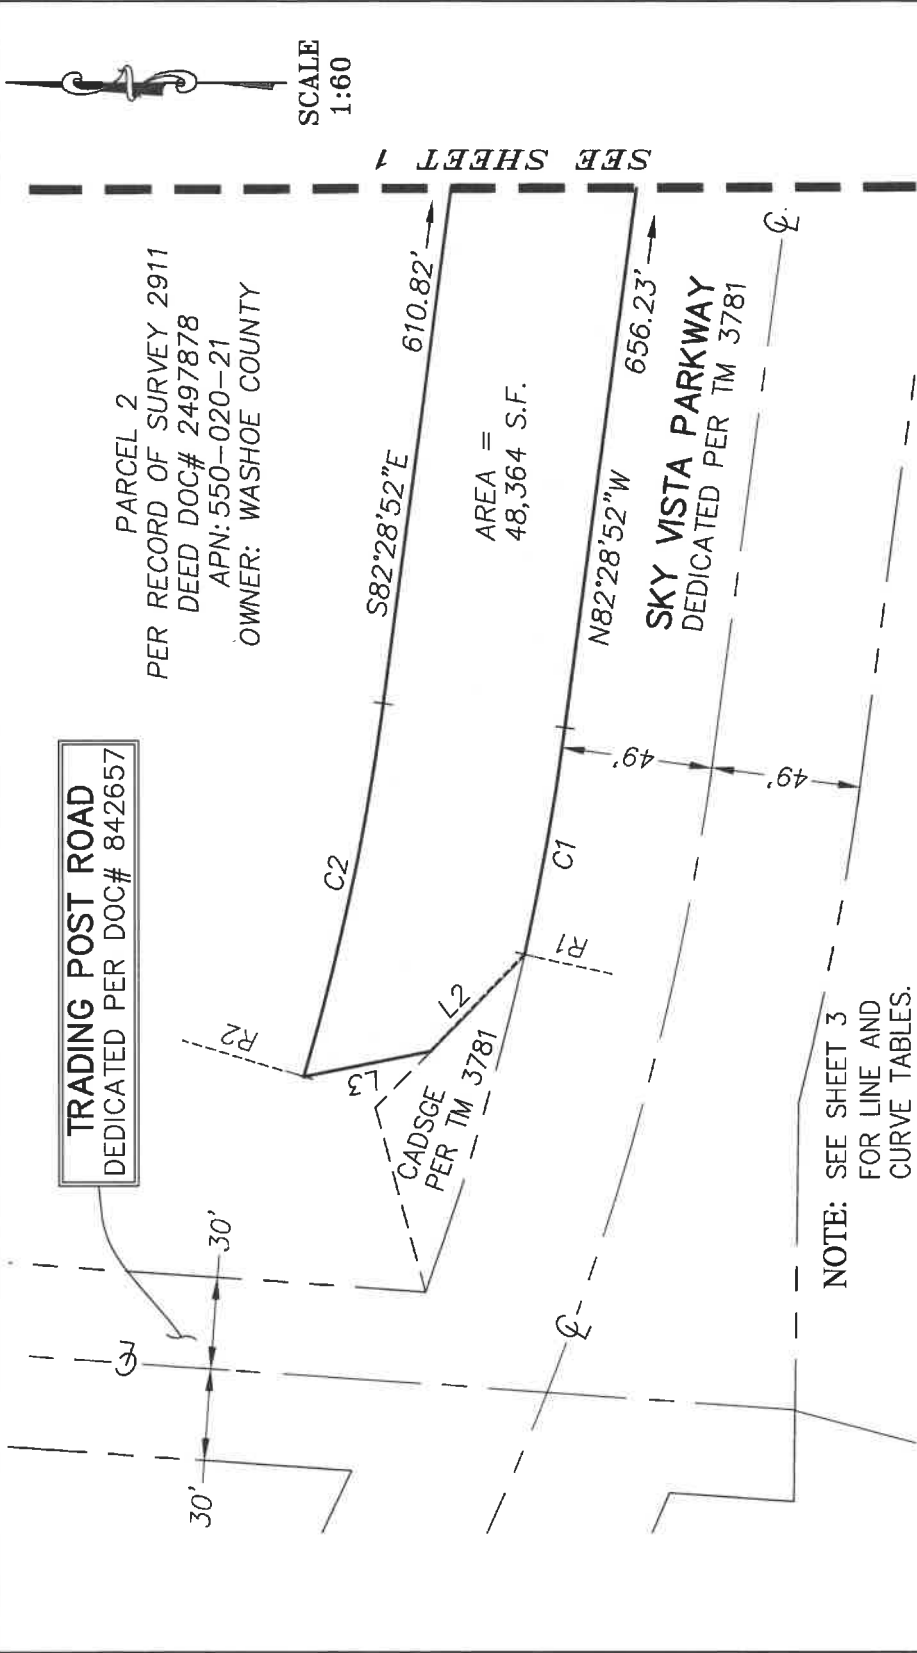 SCALE
1:60
SEE SHEET 1
PARCEL 2
PER RECORD OF SURVEY 2911
DEED DOC# 2497878
APN: 550-020-21
OWNER: WASHOE COUNTY
TRADING POST ROAD
DEDICATED PER DOC# 842657
30'
30'
R2
C2
S82°28'52"E
610.82'
AREA =
48,364 S.F.
L3
L2
CADSGE
PER TM 3781
R1
C1
N82°28'52"W
656.23'
SKY VISTA PARKWAY
DEDICATED PER TM 3781
49'
49'
NOTE: SEE SHEET 3
FOR LINE AND
CURVE TABLES.